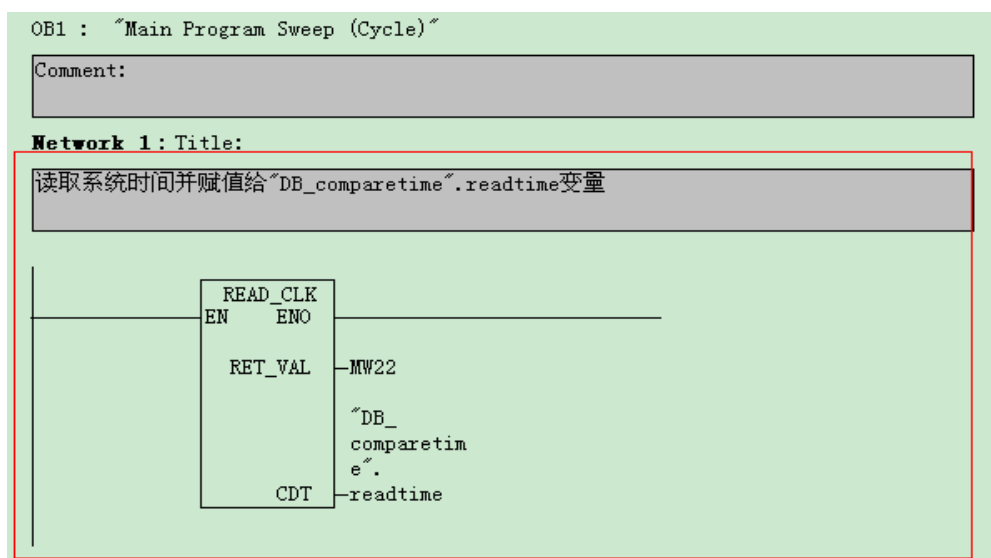 OB1 : "Main Program Sweep (Cycle)"
Comment:
Network 1: Title:
读取系统时间并赋值给"DB_comparetime".readtime变量
READ_CLK
EN ENO
RET_VAL MW22
"DB_
comparetim
e".
CDT readtime